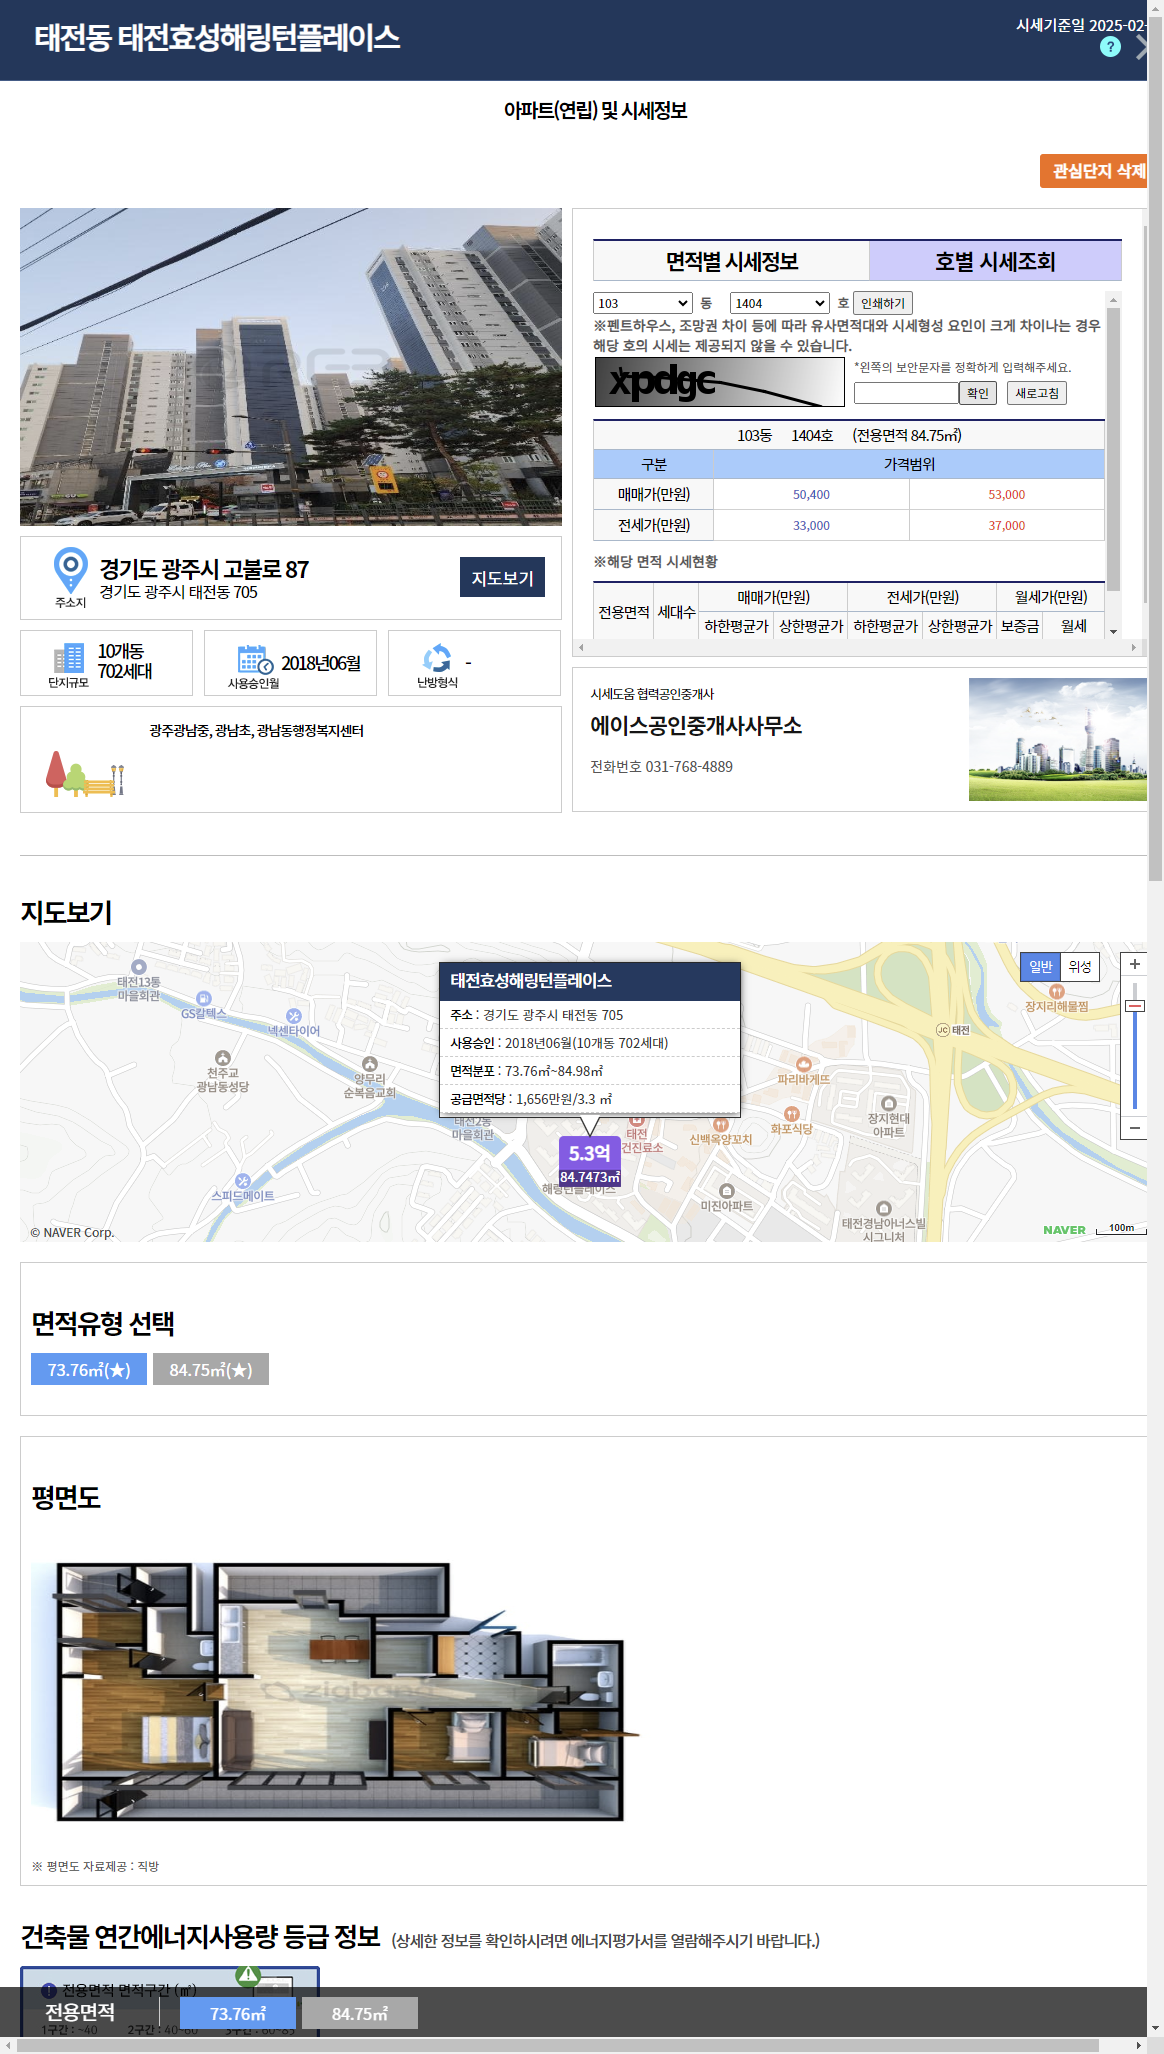 태전동 태전효성해링턴플레이스
시세기준일 2025-02-
?
아파트(연립) 및 시세정보
관심단지 삭제
면적별 시세정보 호별 시세조회
103 동 1404 호 인쇄하기
※펜트하우스, 조망권 차이 등에 따라 유사면적대와 시세형성 요인이 크게 차이나는 경우
해당 호의 시세는 제공되지 않을 수 있습니다.
xpdgc
*왼쪽의 보안문자를 정확하게 입력해주세요.
확인 새로고침
103동 1404호 (전용면적 84.75㎡)
구분 가격범위
매매가(만원) 50,400 53,000
전세가(만원) 33,000 37,000
※해당 면적 시세현황
전용면적 세대수 매매가(만원) 전세가(만원) 월세가(만원)
하한평균가 상한평균가 하한평균가 상한평균가 보증금 월세
주소지
경기도 광주시 고불로 87
경기도 광주시 태전동 705
지도보기
단지규모
10개동
702세대
사용승인월
2018년06월
난방형식
-
광주광남중, 광남초, 광남동행정복지센터
시세도움 협력공인중개사
에이스공인중개사사무소
전화번호 031-768-4889
지도보기
태전13통
마을회관
GS칼텍스
넥센타이어
천주교
광남동성당
양무리
순복음교회
태전2동
마을회관
스피드메이트
태전효성해링턴플레이스
주소 : 경기도 광주시 태전동 705
사용승인 : 2018년06월(10개동 702세대)
면적분포 : 73.76㎡~84.98㎡
공급면적당 : 1,656만원/3.3 ㎡
5.3억
84.7473㎡
해링턴플레이스
태전
건진료소
신백옥양꼬치
파리바게뜨
화포식당
장지현대
아파트
미진아파트
태전경남아너스빌
시그니처
장지리해물찜
JC 태전
일반 위성
© NAVER Corp.
NAVER 100m
면적유형 선택
73.76㎡(★) 84.75㎡(★)
평면도
zigbang
※ 평면도 자료제공 : 직방
건축물 연간에너지사용량 등급 정보 (상세한 정보를 확인하시려면 에너지평가서를 열람해주시기 바랍니다.)
전용면적 면적구간 (㎡)
전용면적 73.76㎡ 84.75㎡
1구간 : ~40 2구간 : 40~60 3구간 : 60~85